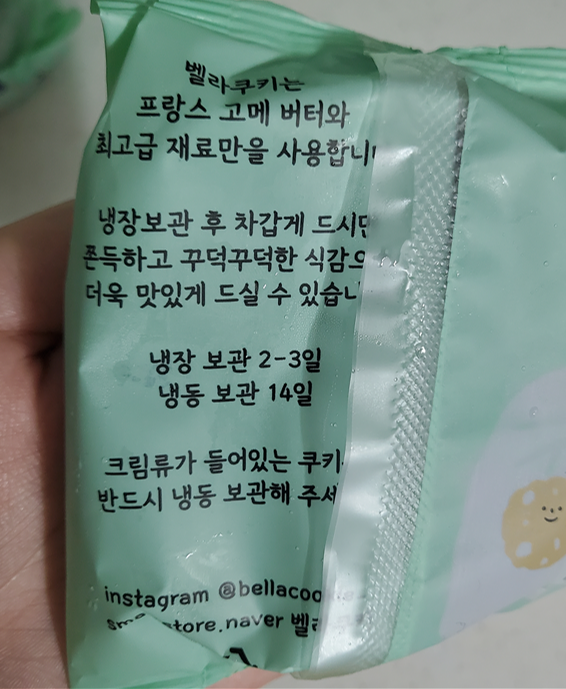 벨라쿠키는
프랑스 고메 버터와
최고급 재료만을 사용합니
냉장보관 후 차갑게 드시면
쫀득하고 꾸덕꾸덕한 식감으
더욱 맛있게 드실 수 있습니
냉장 보관 2-3일
냉동 보관 14일
크림류가 들어있는 쿠키
반드시 냉동 보관해 주세
instagram @bellacoo
store.naver 벨라